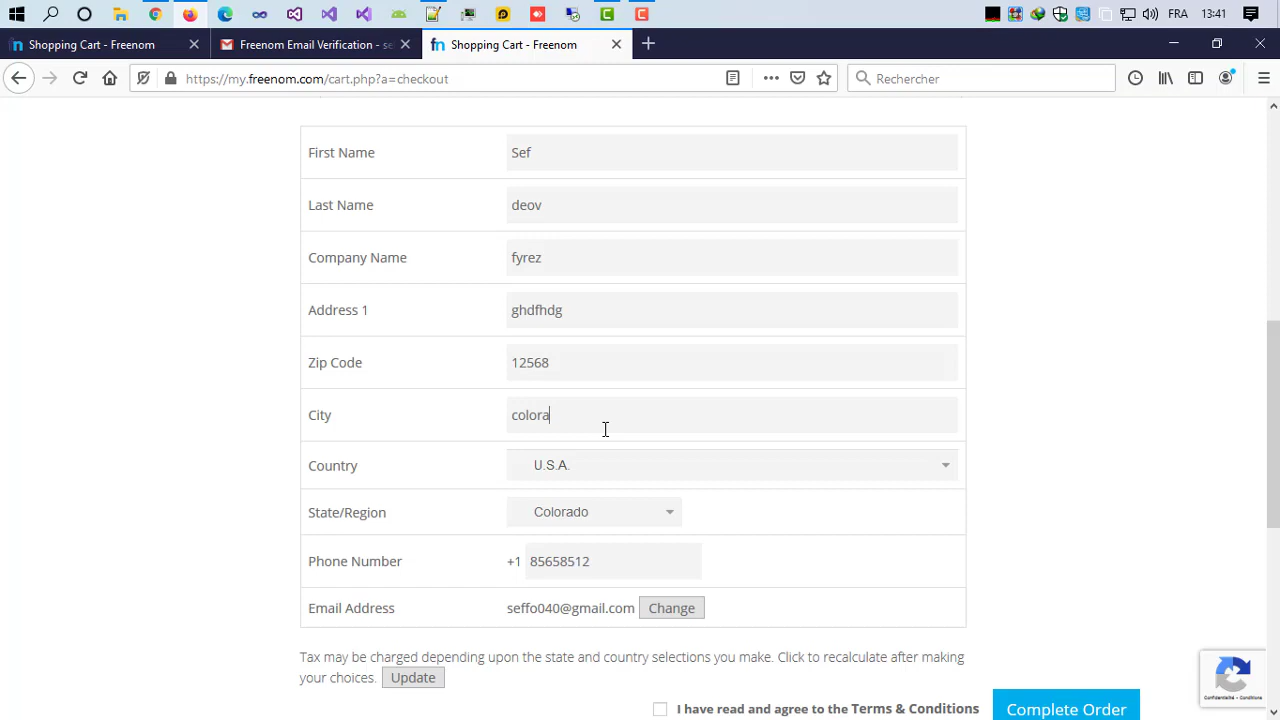 FRA
13:41
Shopping Cart - Freenom
Freenom Email Verification - se
Shopping Cart - Freenom
https://my.freenom.com/cart.php?a=checkout
Rechercher
First Name
Sef
Last Name
deov
Company Name
fyrez
Address 1
ghdfhdg
Zip Code
12568
City
colora
Country
U.S.A.
State/Region
Colorado
Phone Number
+1 85658512
Email Address
seffo040@gmail.com Change
Tax may be charged depending upon the state and country selections you make. Click to recalculate after making
your choices. Update
I have read and agree to the Terms & Conditions
Complete Order
Confidentialité - Conditions